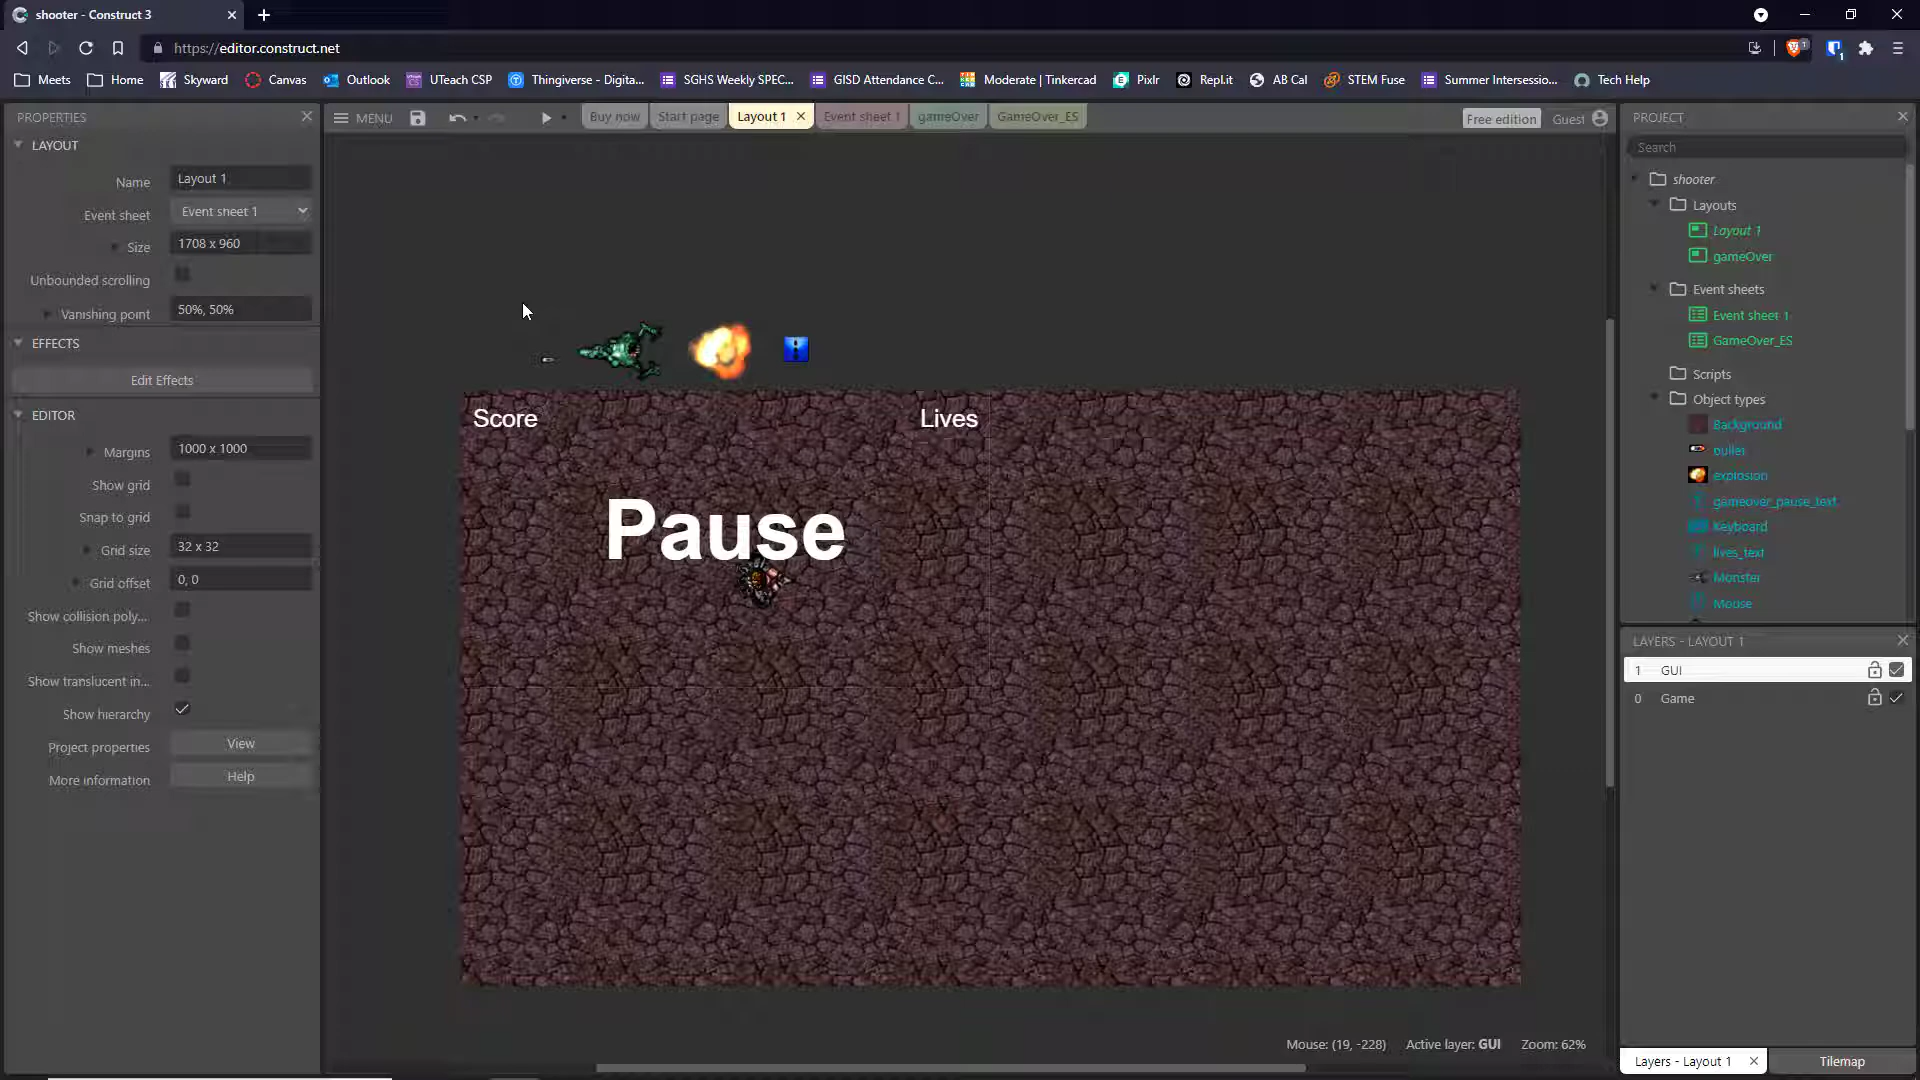 shooter - Construct 3
https://editor.construct.net
Meets
Home
Skyward
Canvas
Outlook
UTeach CSP
Thingiverse - Digita...
SGHS Weekly SPEC...
GISD Attendance C...
Moderate | Tinkercad
Pixlr
Repl.it
AB Cal
STEM Fuse
Summer Intersessio...
Tech Help
PROPERTIES
LAYOUT
Name
Layout 1
Event sheet
Event sheet 1
Size
1708 x 960
Unbounded scrolling
Vanishing point
50%, 50%
EFFECTS
Edit Effects
EDITOR
Margins
1000 x 1000
Show grid
Snap to grid
Grid size
32 x 32
Grid offset
0, 0
Show collision poly...
Show meshes
Show translucent in...
Show hierarchy
Project properties
View
More information
Help
MENU
Buy now
Start page
Layout 1
Event sheet 1
gameOver
GameOver_ES
Free edition
Guest
Score
Lives
Pause
Mouse: (19, -228)
Active layer: GUI
Zoom: 62%
PROJECT
Search
shooter
Layouts
Layout 1
gameOver
Event sheets
Event sheet 1
GameOver_ES
Scripts
Object types
Background
bullet
explosion
gameover_pause_text
Keyboard
lives_text
Monster
Mouse
LAYERS - LAYOUT 1
1 GUI
0 Game
Layers - Layout 1
Tilemap